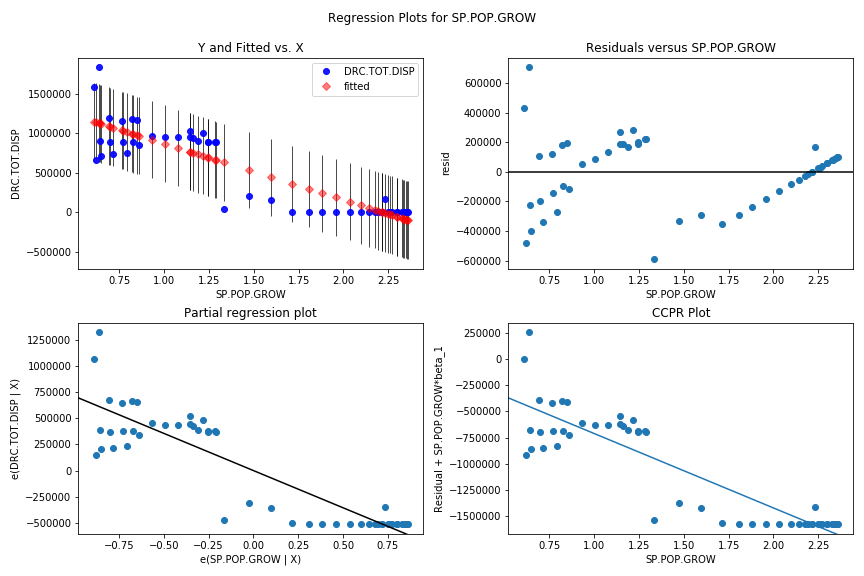 Regression Plots for SP.POP.GROW
Y and Fitted vs. X
DRC.TOT.DISP
fitted
1500000
1000000
500000
0
−500000
DRC.TOT.DISP
0.75 1.00 1.25 1.50 1.75 2.00 2.25
SP.POP.GROW
Residuals versus SP.POP.GROW
600000
400000
200000
0
−200000
−400000
−600000
resid
0.75 1.00 1.25 1.50 1.75 2.00 2.25
SP.POP.GROW
Partial regression plot
1250000
1000000
750000
500000
250000
0
−250000
−500000
e(DRC.TOT.DISP | X)
−0.75 −0.50 −0.25 0.00 0.25 0.50 0.75
e(SP.POP.GROW | X)
CCPR Plot
250000
0
−250000
−500000
−750000
−1000000
−1250000
−1500000
Residual + SP.POP.GROW*beta_1
0.75 1.00 1.25 1.50 1.75 2.00 2.25
SP.POP.GROW